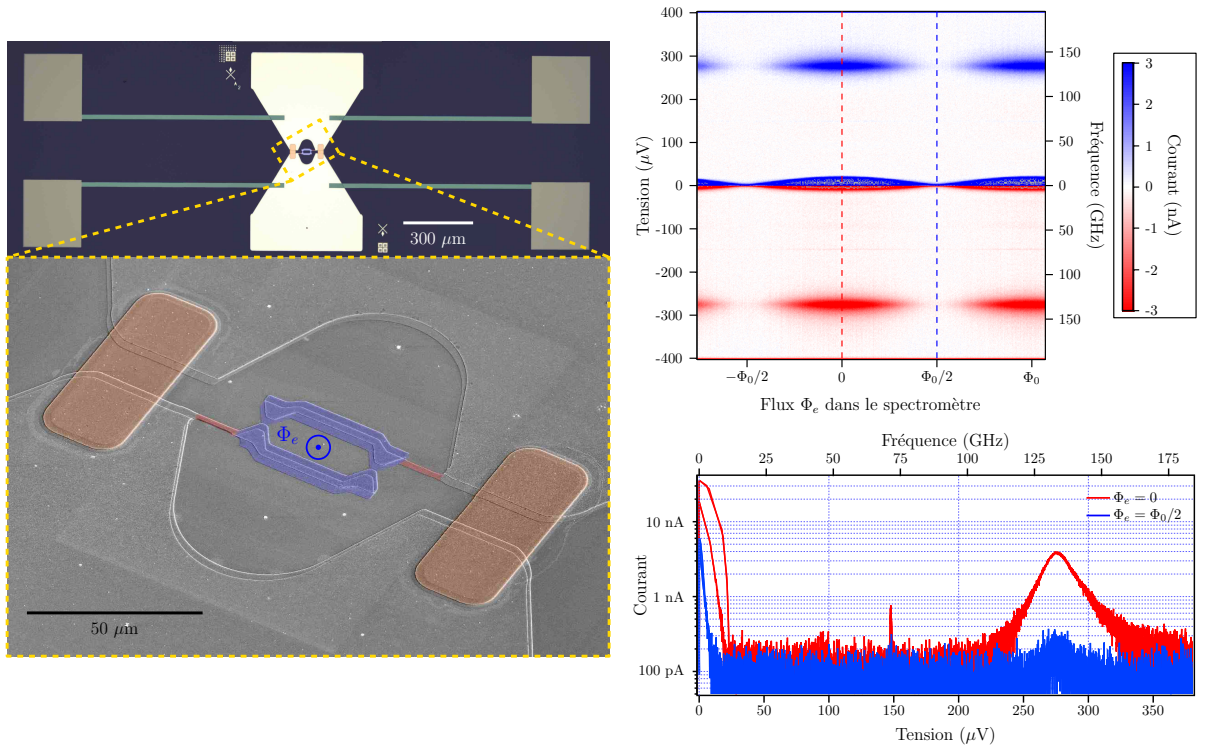 300 μm
Φe
50 μm
400
300
200
100
0
-100
-200
-300
-400
Tension (μV)
150
100
50
0
50
100
150
Fréquence (GHz)
3
2
1
0
-1
-2
-3
Courant (nA)
−Φ0/2 0 Φ0/2 Φ0
Flux Φe dans le spectromètre
Fréquence (GHz)
0 25 50 75 100 125 150 175
10 nA
1 nA
100 pA
Courant
Φe = 0
Φe = Φ0/2
0 50 100 150 200 250 300 350
Tension (μV)